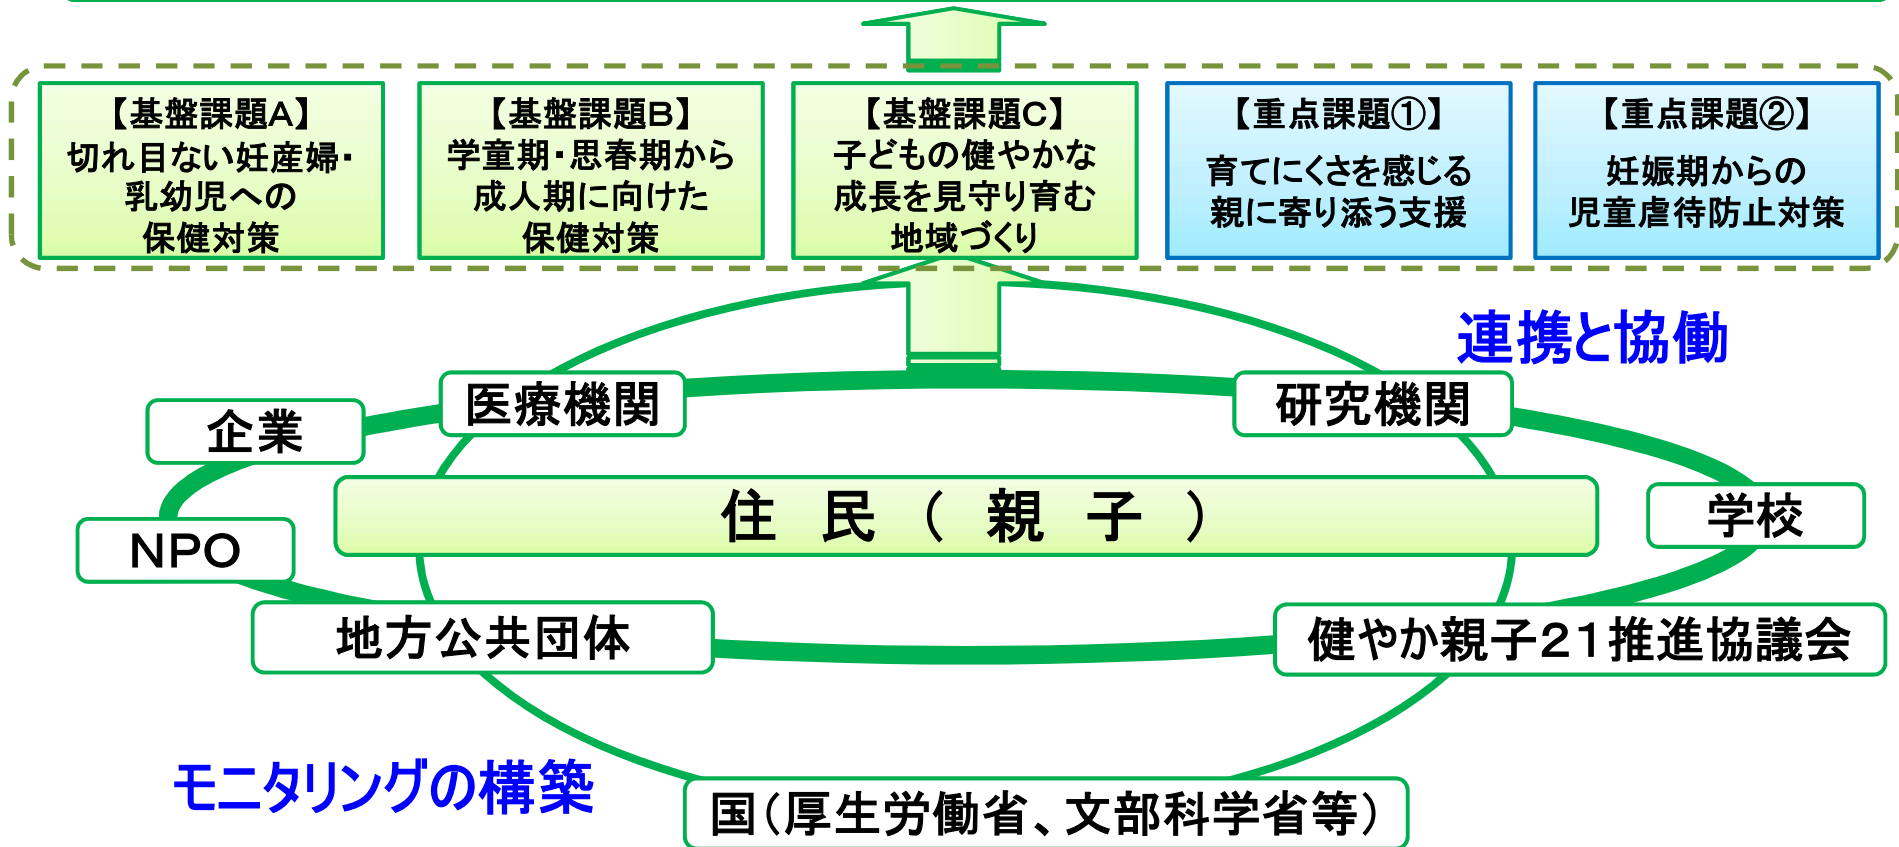 【基盤課題A】
切れ目ない妊産婦・
乳幼児への
保健対策
【基盤課題B】
学童期・思春期から
成人期に向けた
保健対策
【基盤課題C】
子どもの健やかな
成長を見守り育む
地域づくり
【重点課題①】
育てにくさを感じる
親に寄り添う支援
【重点課題②】
妊娠期からの
児童虐待防止対策
連携と協働
医療機関
研究機関
企業
住 民 ( 親 子 )
学校
NPO
地方公共団体
健やか親子21推進協議会
モニタリングの構築
国(厚生労働省、文部科学省等)